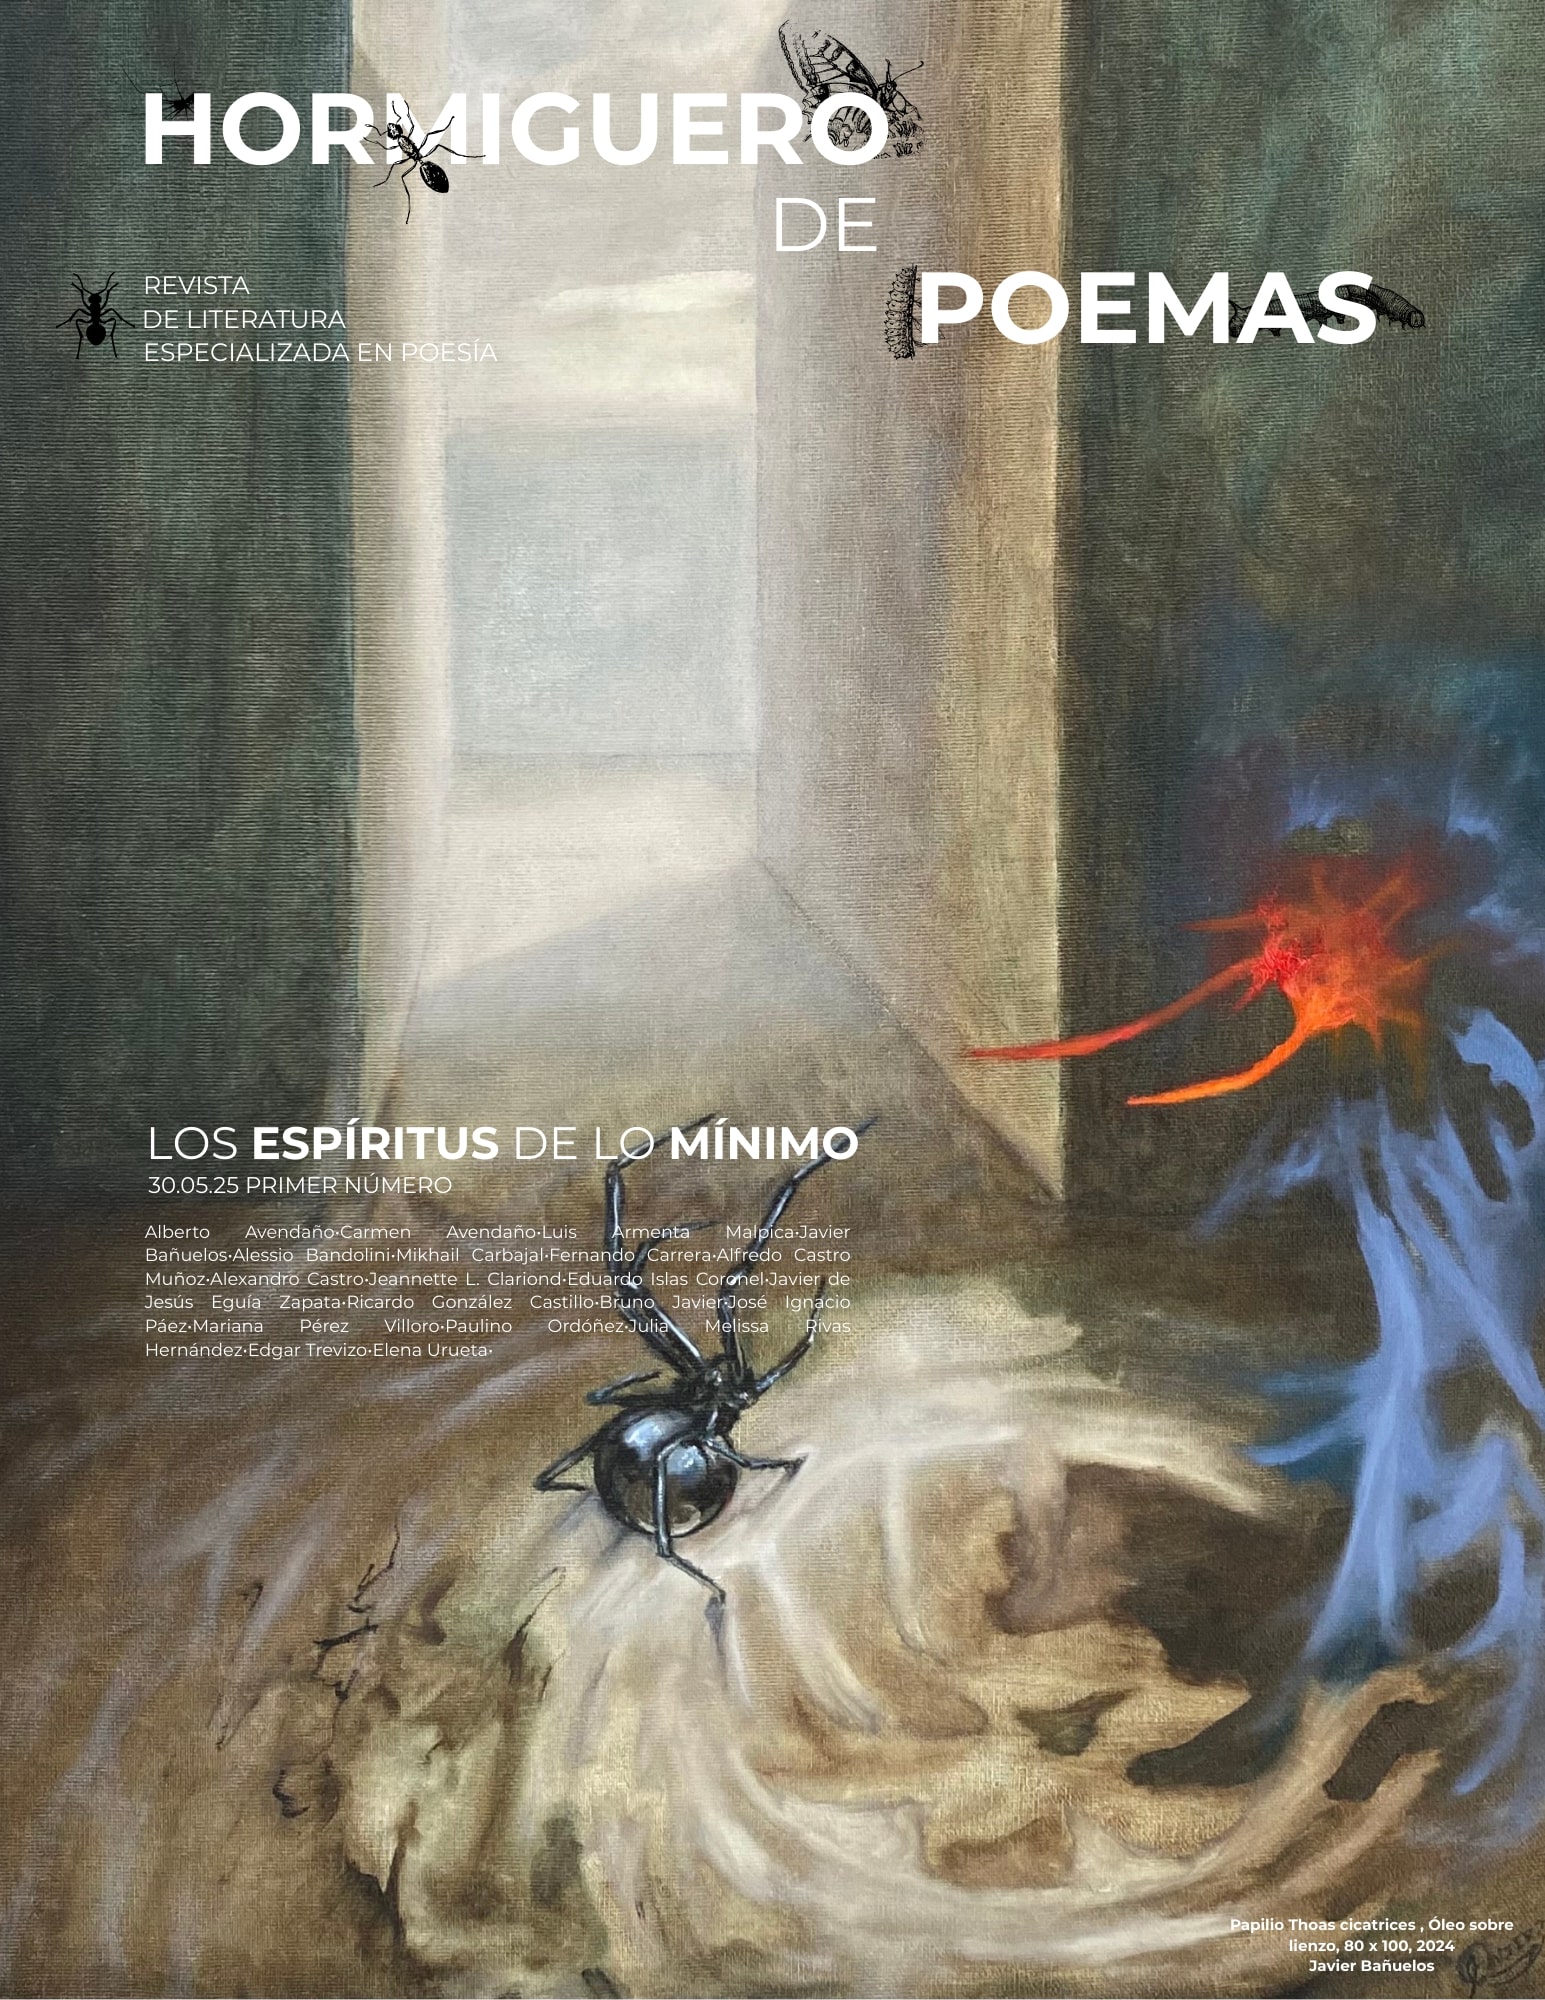 HORMIGUERO
DE
POEMAS
REVISTA
DE LITERATURA
ESPECIALIZADA EN POESÍA
LOS ESPÍRITUS DE LO MÍNIMO
30.05.25 PRIMER NÚMERO
Alberto Avendaño•Carmen Avendaño•Luis Armenta Malpica•Javier
Bañuelos•Alessio Bandolini•Mikhail Carbajal•Fernando Carrera•Alfredo Castro
Muñoz•Alexandro Castro•Jeannette L. Clariond•Eduardo Islas Coronel•Javier de
Jesús Eguía Zapata•Ricardo González Castillo•Bruno Javier•José Ignacio
Páez•Mariana Pérez Villoro•Paulino Ordóñez•Julia Melissa Rivas
Hernández•Edgar Trevizo•Elena Urueta•
Papilio Thoas cicatrices , Óleo sobre
lienzo, 80 x 100, 2024
Javier Bañuelos